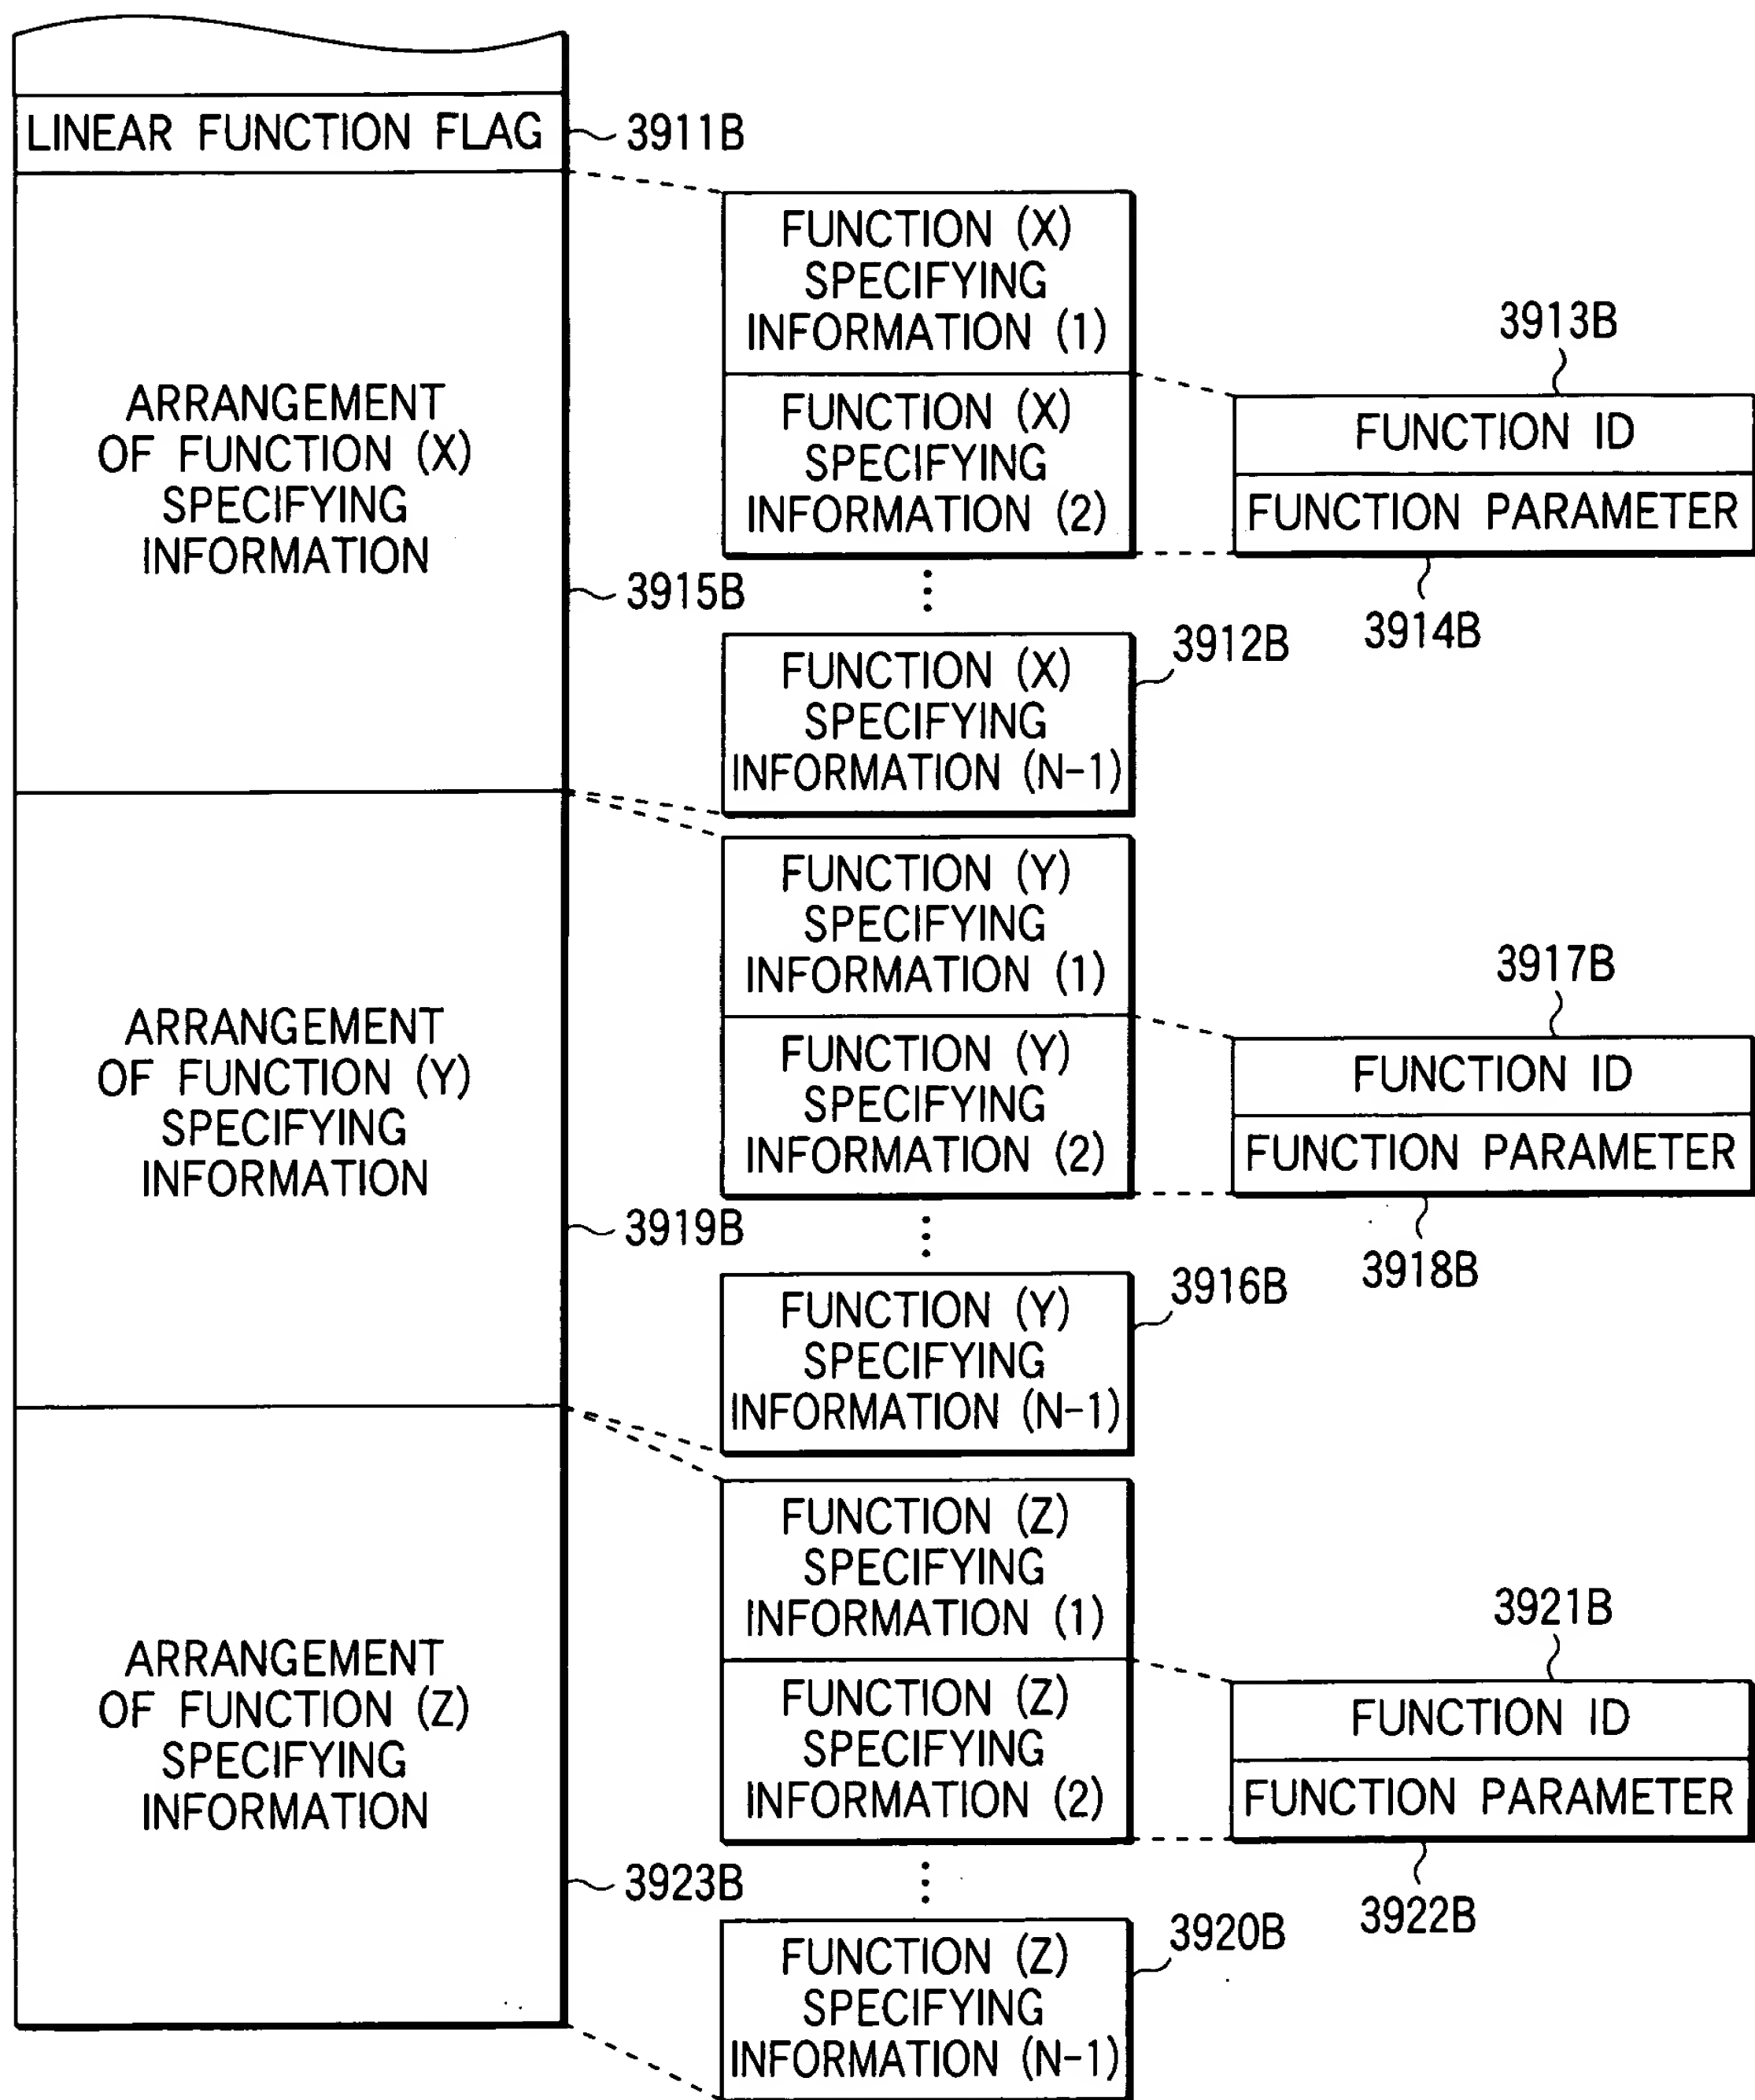 LINEAR FUNCTION FLAG
3911B
ARRANGEMENT
OF FUNCTION (X)
SPECIFYING
INFORMATION
3915B
FUNCTION (X)
SPECIFYING
INFORMATION (1)
FUNCTION (X)
SPECIFYING
INFORMATION (2)
3913B
FUNCTION ID
FUNCTION PARAMETER
3914B
3912B
FUNCTION (X)
SPECIFYING
INFORMATION (N-1)
ARRANGEMENT
OF FUNCTION (Y)
SPECIFYING
INFORMATION
3919B
FUNCTION (Y)
SPECIFYING
INFORMATION (1)
FUNCTION (Y)
SPECIFYING
INFORMATION (2)
3917B
FUNCTION ID
FUNCTION PARAMETER
3918B
3916B
FUNCTION (Y)
SPECIFYING
INFORMATION (N-1)
ARRANGEMENT
OF FUNCTION (Z)
SPECIFYING
INFORMATION
3923B
FUNCTION (Z)
SPECIFYING
INFORMATION (1)
FUNCTION (Z)
SPECIFYING
INFORMATION (2)
3921B
FUNCTION ID
FUNCTION PARAMETER
3922B
3920B
FUNCTION (Z)
SPECIFYING
INFORMATION (N-1)